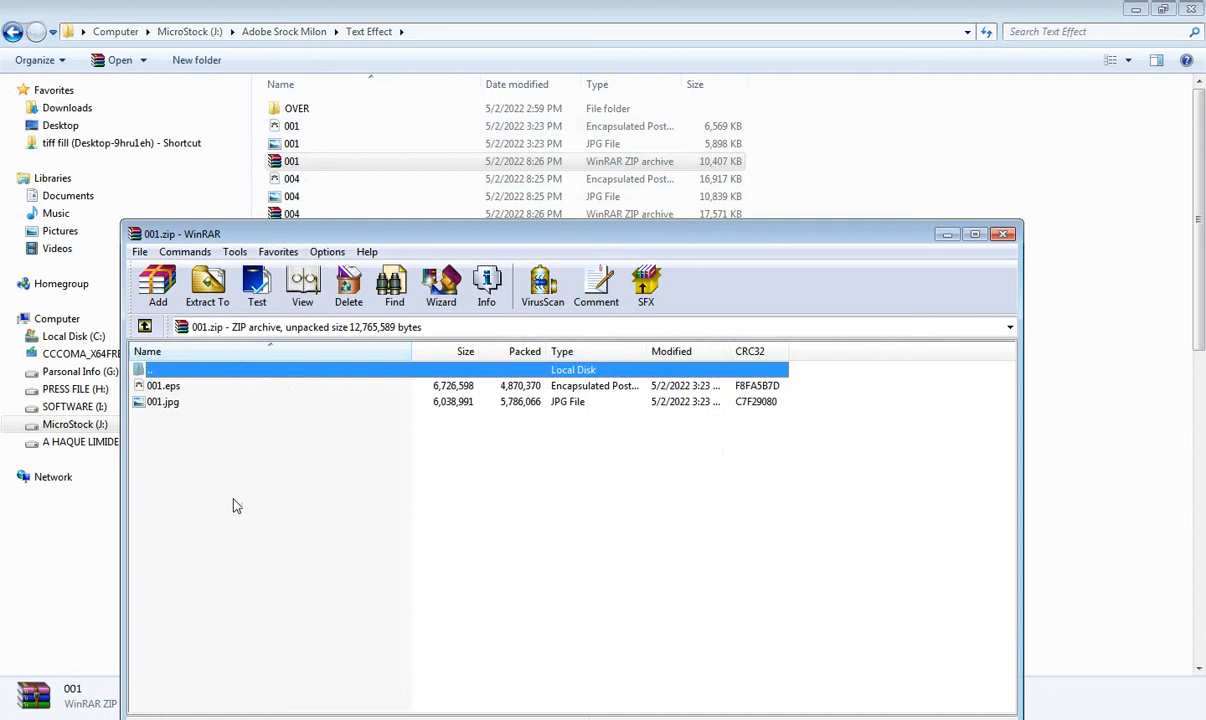 Computer ▸ MicroStock (J:) ▸ Adobe Srock Milon ▸ Text Effect ▸
Search Text Effect
Organize Open New folder
Name Date modified Type Size
OVER 5/2/2022 2:59 PM File folder
001 5/2/2022 3:23 PM Encapsulated Post... 6,569 KB
001 5/2/2022 3:23 PM JPG File 5,898 KB
001 5/2/2022 8:26 PM WinRAR ZIP archive 10,407 KB
004 5/2/2022 8:25 PM Encapsulated Post... 16,917 KB
004 5/2/2022 8:25 PM JPG File 10,839 KB
004 5/2/2022 8:26 PM WinRAR ZIP archive 17,571 KB
Favorites
Downloads
Desktop
tiff fill (Desktop-9hru1eh) - Shortcut
Libraries
Documents
Music
Pictures
Videos
Homegroup
Computer
Local Disk (C:)
CCCOMA_X64FRE
Parsonal Info (G:)
PRESS FILE (H:)
SOFTWARE (I:)
MicroStock (J:)
A HAQUE LIMIDE
Network
001.zip - WinRAR
File Commands Tools Favorites Options Help
Add Extract To Test View Delete Find Wizard Info VirusScan Comment SFX
001.zip - ZIP archive, unpacked size 12,765,589 bytes
Name Size Packed Type Modified CRC32
.. Local Disk
001.eps 6,726,598 4,870,370 Encapsulated Post... 5/2/2022 3:23 ... F8FA5B7D
001.jpg 6,038,991 5,786,066 JPG File 5/2/2022 3:23 ... C7F29080
001
WinRAR ZIP